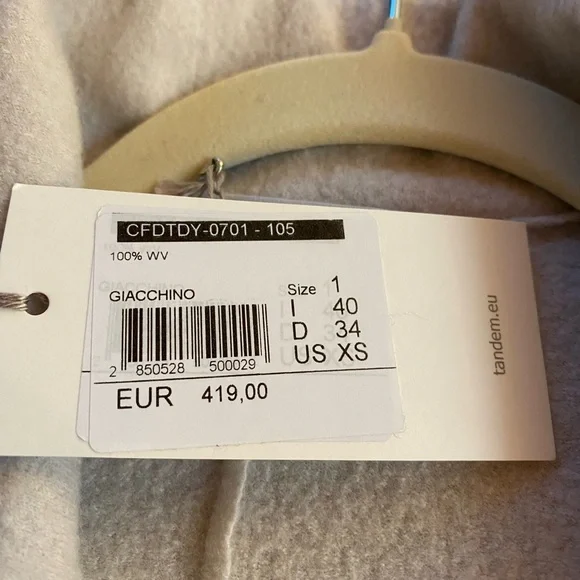 CFDTDY-0701 - 105
100% WV
GIACCHINO
Size 1
I 40
D 34
US XS
2 850528 500029
EUR 419,00
tandem.eu